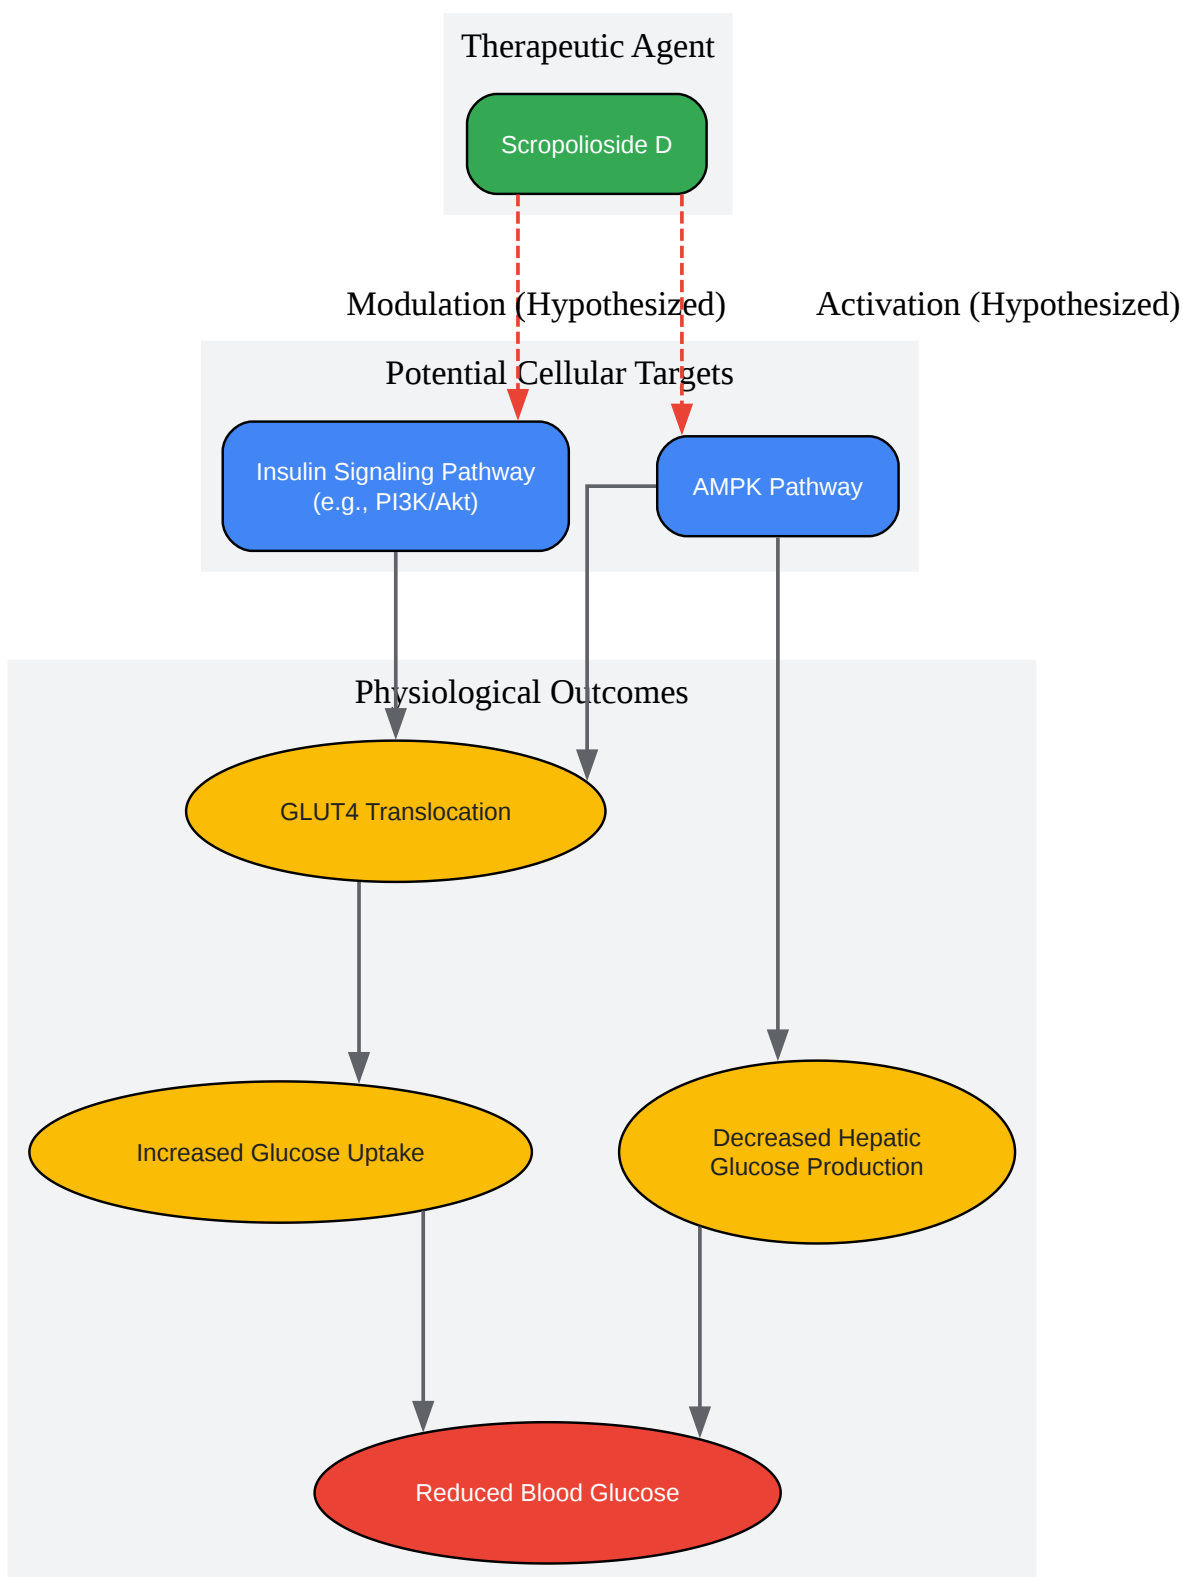 Therapeutic Agent
Scropolioside D
Modulation (Hypothesized)
Activation (Hypothesized)
Potential Cellular Targets
Insulin Signaling Pathway
(e.g., PI3K/Akt)
AMPK Pathway
Physiological Outcomes
GLUT4 Translocation
Increased Glucose Uptake
Decreased Hepatic
Glucose Production
Reduced Blood Glucose